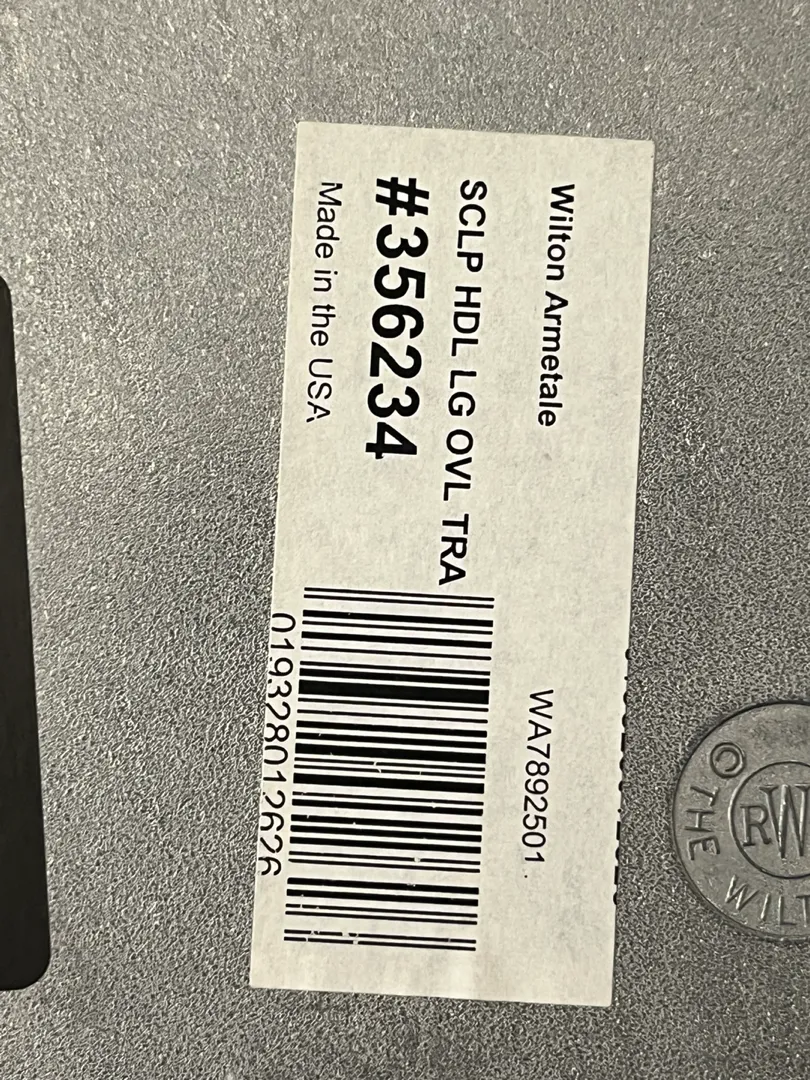 Wilton Armetale
WA7892501
SCLP HDL LG OVL TRA
#356234
Made in the USA
019328012626
RW
THE WILT